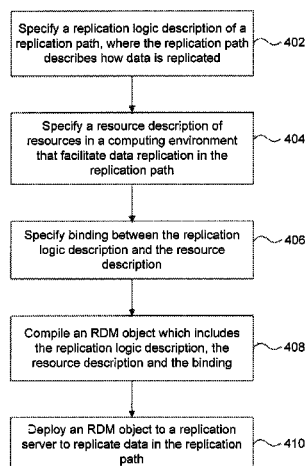 Specify a replication logic description of a
replication path, where the replication path
describes how data is replicated
402
Specify a resource description of
resources in a computing environment
that facilitate data replication in the
replication path
404
Specify binding between the replication
logic description and the resource
description
406
Compile an RDM object which includes
the replication logic description, the
resource description and the binding
408
Deploy an RDM object to a replication
server to replicate data in the replication
path
410